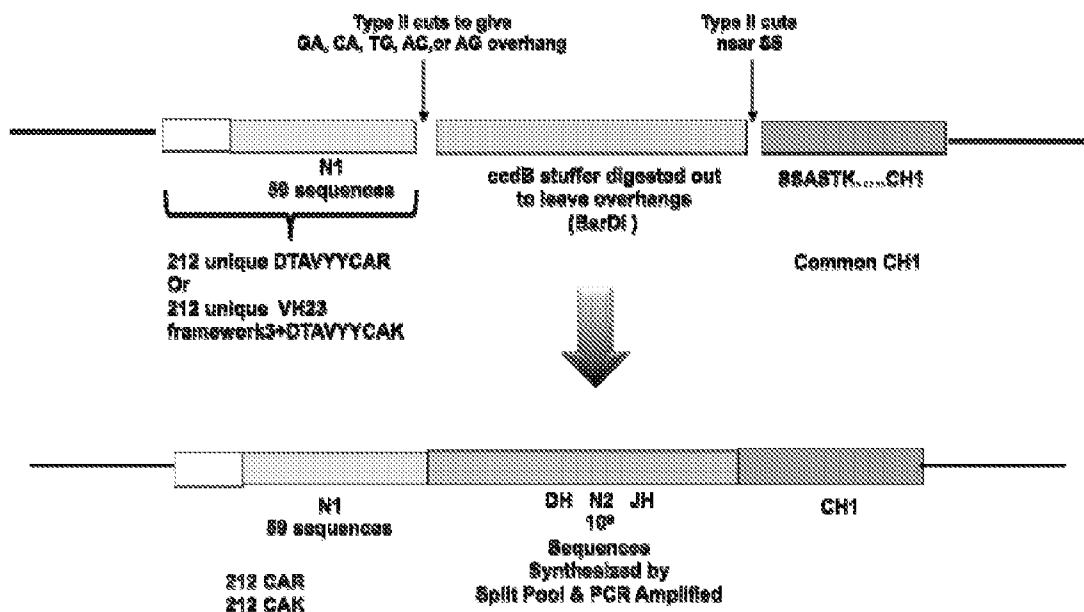 Type II cuts to give
GA, CA, TG, AC, or AG overhang
Type II cuts
near SS
N1
59 sequences
ccdB stuffer digested out
to leave overhangs
(BsrDI)
SSASTK.....CH1
212 unique DTAVYYCAR
Or
212 unique VH23
framework3+DTAVYYCAK
Common CH1
N1
59 sequences
DH N2 JH
CH1
Sequences
Synthesized by
Split Pool & PCR Amplified
212 CAR
212 CAK